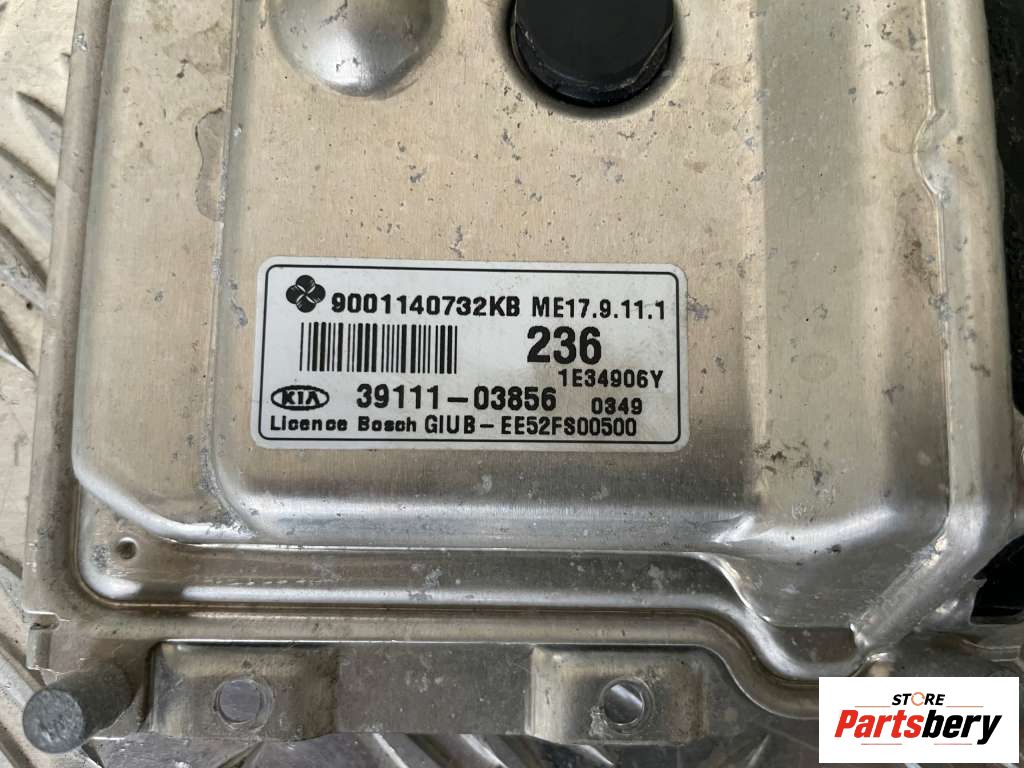 9001140732KB ME17.9.11.1
236
1E34906Y
KIA 39111-03856 0349
Licence Bosch GIUB-EE52FS00500
STORE
Partsbery